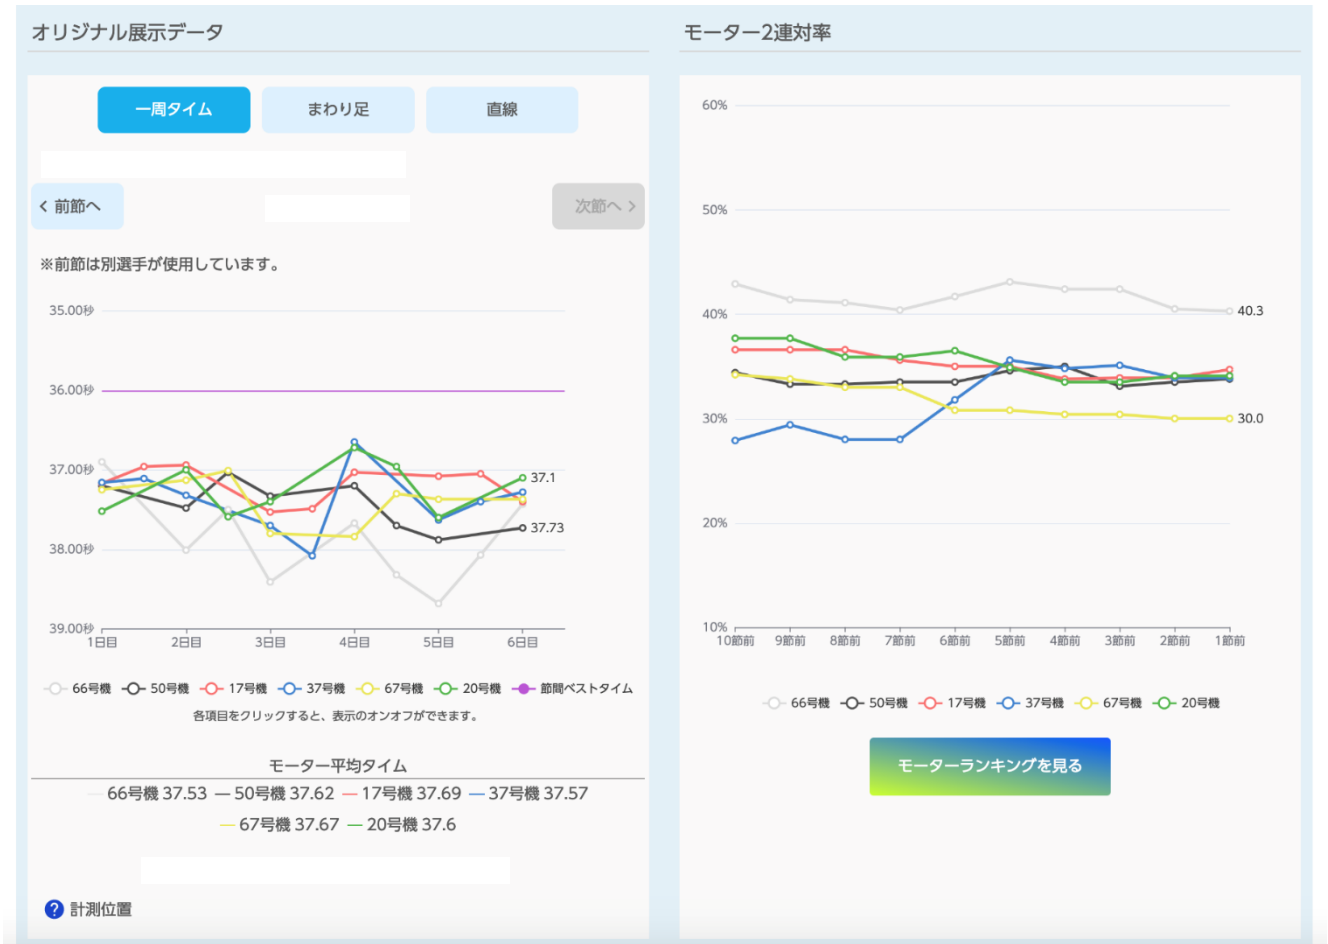 オリジナル展示データ
一周タイム
まわり足
直線
前節へ
次節へ
※前節は別選手が使用しています。
35.00秒
36.00秒
37.00秒
38.00秒
39.00秒
37.1
37.73
1日目 2日目 3日目 4日目 5日目 6日目
66号機 50号機 17号機 37号機 67号機 20号機 節間ベストタイム
各項目をクリックすると、表示のオンオフができます。
モーター平均タイム
66号機 37.53 50号機 37.62 17号機 37.69 37号機 37.57
67号機 37.67 20号機 37.6
? 計測位置
モーター2連対率
60%
50%
40%
30%
20%
10%
40.3
30.0
10節前 9節前 8節前 7節前 6節前 5節前 4節前 3節前 2節前 1節前
66号機 50号機 17号機 37号機 67号機 20号機
モーターランキングを見る